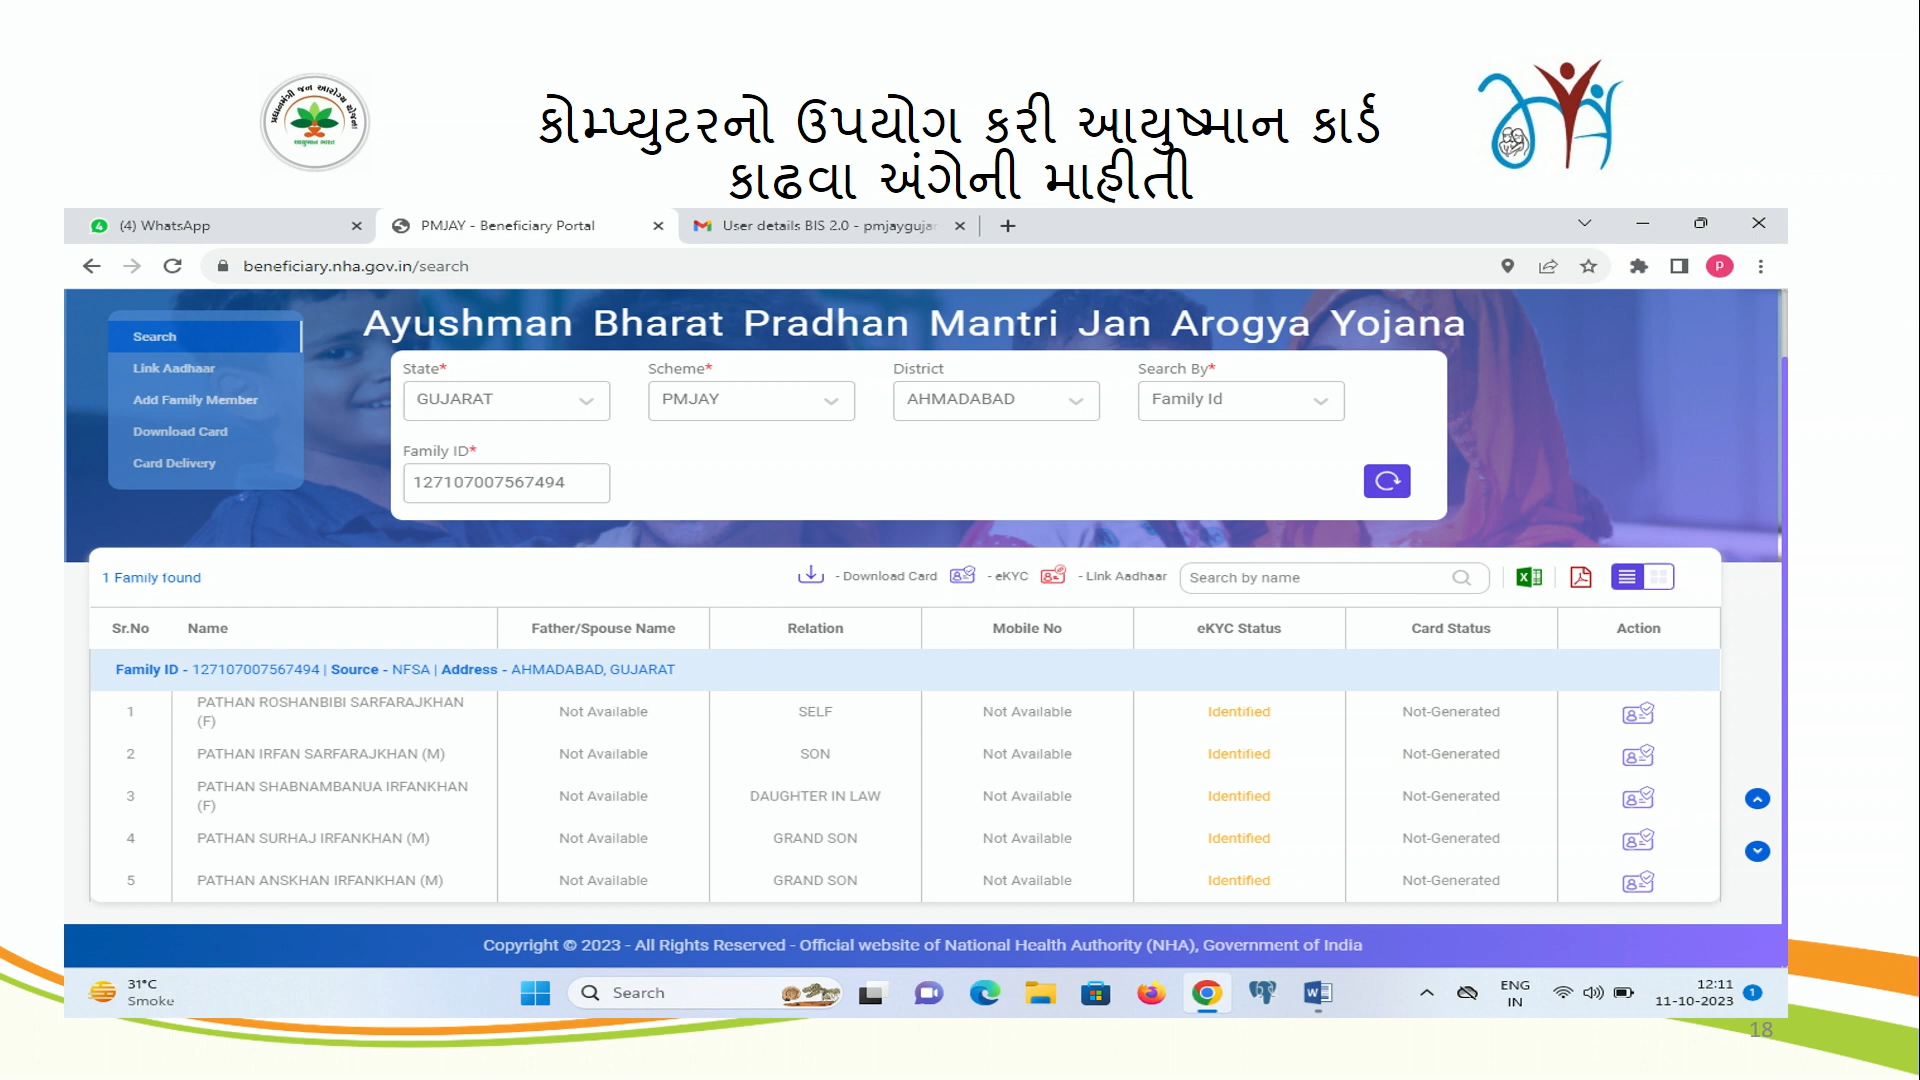 પ્રધાનમંત્રી જન આરોગ્ય યોજના
આયુષ્માન ભારત
કોમ્પ્યુટરનો ઉપયોગ કરી આયુષ્માન કાર્ડ
કાઢવા અંગેની માહીતી
(4) WhatsApp
PMJAY - Beneficiary Portal
User details BIS 2.0 - pmjaygujar
beneficiary.nha.gov.in/search
P
Ayushman Bharat Pradhan Mantri Jan Arogya Yojana
Search
Link Aadhaar
Add Family Member
Download Card
Card Delivery
State* Scheme* District Search By*
GUJARAT PMJAY AHMADABAD Family Id
Family ID*
127107007567494
1 Family found - Download Card - eKYC - Link Aadhaar Search by name
Sr.No Name Father/Spouse Name Relation Mobile No eKYC Status Card Status Action
Family ID - 127107007567494 | Source - NFSA | Address - AHMADABAD, GUJARAT
1 PATHAN ROSHANBIBI SARFARAJKHAN (F) Not Available SELF Not Available Identified Not-Generated
2 PATHAN IRFAN SARFARAJKHAN (M) Not Available SON Not Available Identified Not-Generated
3 PATHAN SHABNAMBANUA IRFANKHAN (F) Not Available DAUGHTER IN LAW Not Available Identified Not-Generated
4 PATHAN SURHAJ IRFANKHAN (M) Not Available GRAND SON Not Available Identified Not-Generated
5 PATHAN ANSKHAN IRFANKHAN (M) Not Available GRAND SON Not Available Identified Not-Generated
Copyright © 2023 - All Rights Reserved - Official website of National Health Authority (NHA), Government of India
31°C
Smoke
Search
ENG
IN
12:11
11-10-2023
1
18